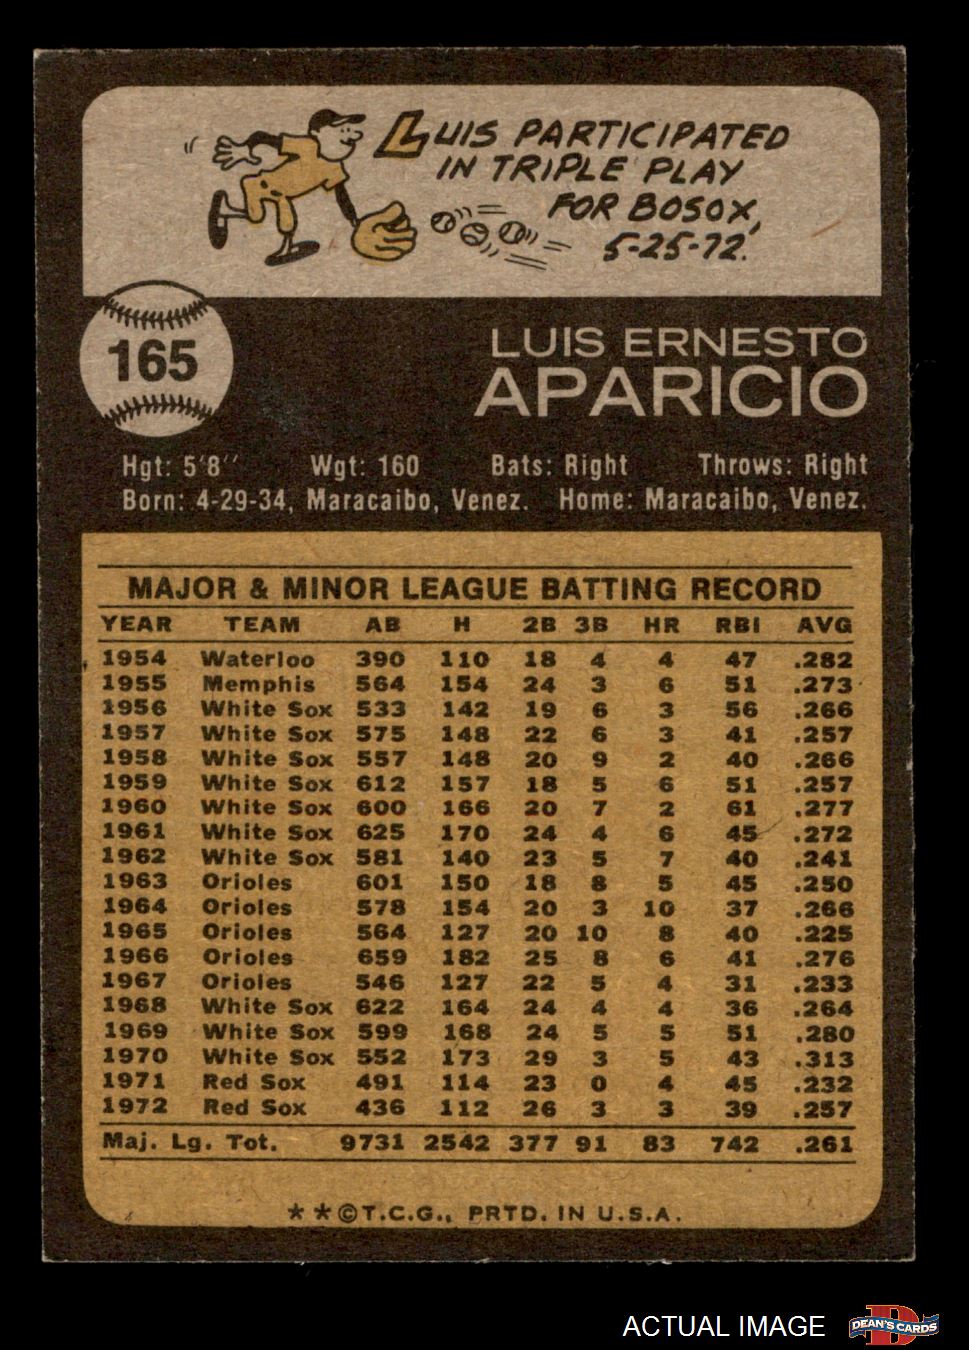 LUIS PARTICIPATED
IN TRIPLE PLAY
FOR BOSOX,
5-25-72.
165
LUIS ERNESTO
APARICIO
Hgt: 5'8'' Wgt: 160 Bats: Right Throws: Right
Born: 4-29-34, Maracaibo, Venez. Home: Maracaibo, Venez.
MAJOR & MINOR LEAGUE BATTING RECORD
YEAR TEAM AB H 2B 3B HR RBI AVG
1954 Waterloo 390 110 18 4 4 47 .282
1955 Memphis 564 154 24 3 6 51 .273
1956 White Sox 533 142 19 6 3 56 .266
1957 White Sox 575 148 22 6 3 41 .257
1958 White Sox 557 148 20 9 2 40 .266
1959 White Sox 612 157 18 5 6 51 .257
1960 White Sox 600 166 20 7 2 61 .277
1961 White Sox 625 170 24 4 6 45 .272
1962 White Sox 581 140 23 5 7 40 .241
1963 Orioles 601 150 18 8 5 45 .250
1964 Orioles 578 154 20 3 10 37 .266
1965 Orioles 564 127 20 10 8 40 .225
1966 Orioles 659 182 25 8 6 41 .276
1967 Orioles 546 127 22 5 4 31 .233
1968 White Sox 622 164 24 4 4 36 .264
1969 White Sox 599 168 24 5 5 51 .280
1970 White Sox 552 173 29 3 5 43 .313
1971 Red Sox 491 114 23 0 4 45 .232
1972 Red Sox 436 112 26 3 3 39 .257
Maj. Lg. Tot. 9731 2542 377 91 83 742 .261
**©T.C.G., PRTD. IN U.S.A.
ACTUAL IMAGE
D
DEAN'S CARDS